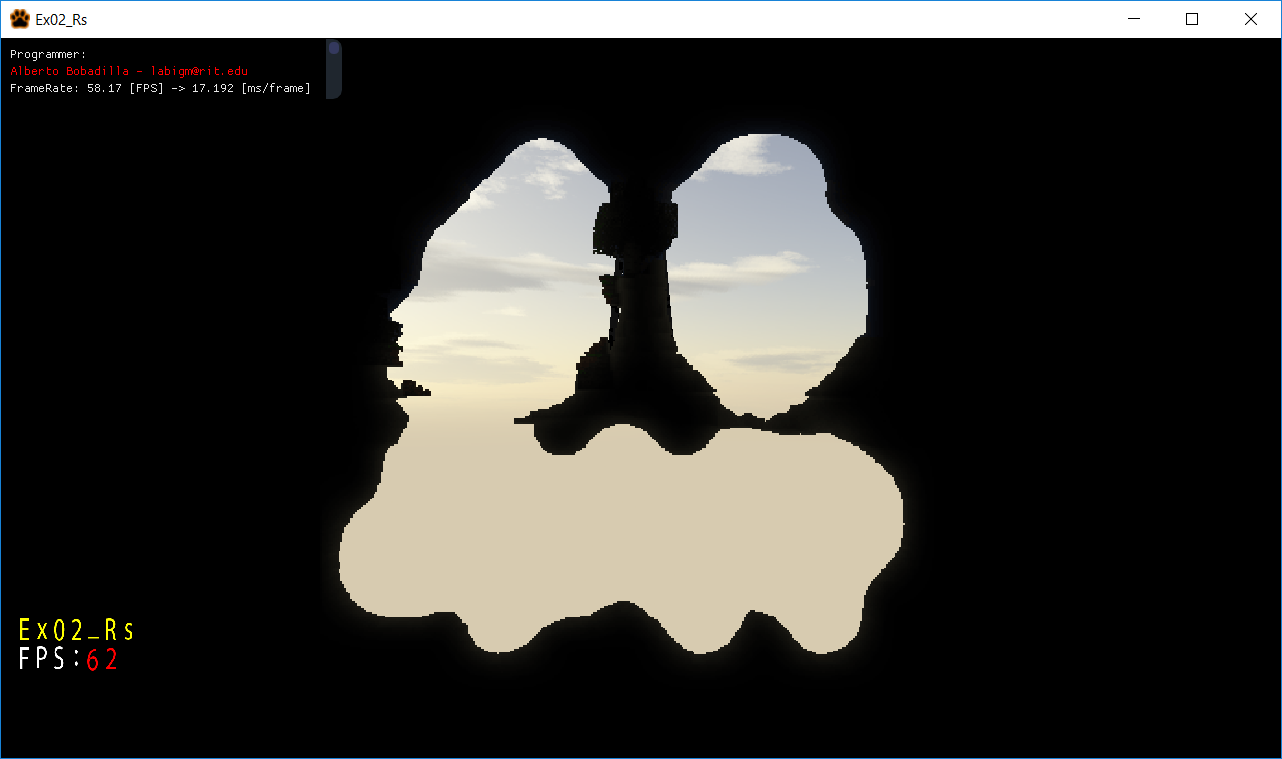 Ex02_Rs
Programmer:
Alberto Bobadilla - labigm@rit.edu
FrameRate: 58.17 [FPS] -> 17.192 [ms/frame]
Ex02_Rs
FPS:62